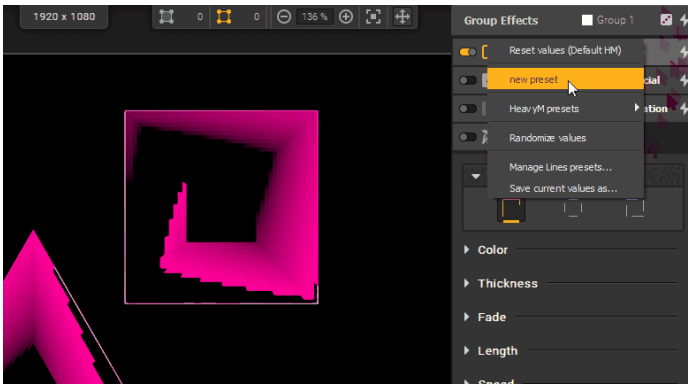 1920 x 1080
0
0
136 %
Group Effects
Group 1
Reset values (Default HM)
new preset
cial
HeavyM presets
ation
Randomize values
Manage Lines presets...
Save current values as...
Color
Thickness
Fade
Length
Speed